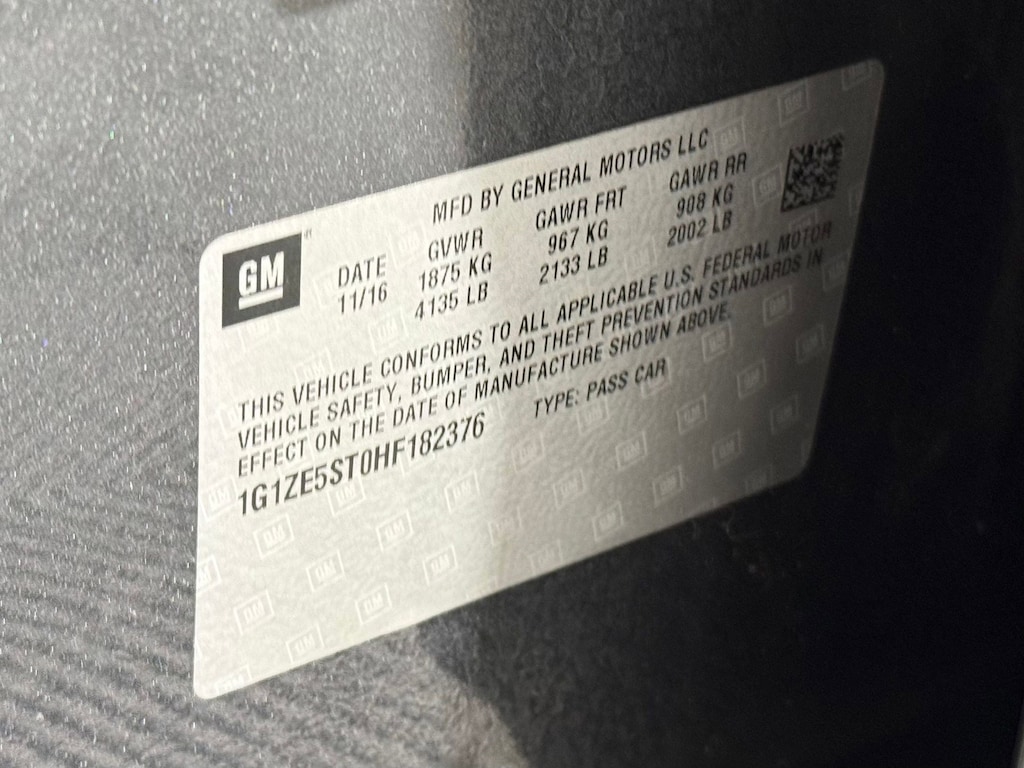 GM
MFD BY GENERAL MOTORS LLC
DATE GVWR GAWR FRT GAWR RR
11/16 1875 KG 967 KG 908 KG
4135 LB 2133 LB 2002 LB
THIS VEHICLE CONFORMS TO ALL APPLICABLE U.S. FEDERAL MOTOR
VEHICLE SAFETY, BUMPER, AND THEFT PREVENTION STANDARDS IN
EFFECT ON THE DATE OF MANUFACTURE SHOWN ABOVE.
1G1ZE5ST0HF182376 TYPE: PASS CAR